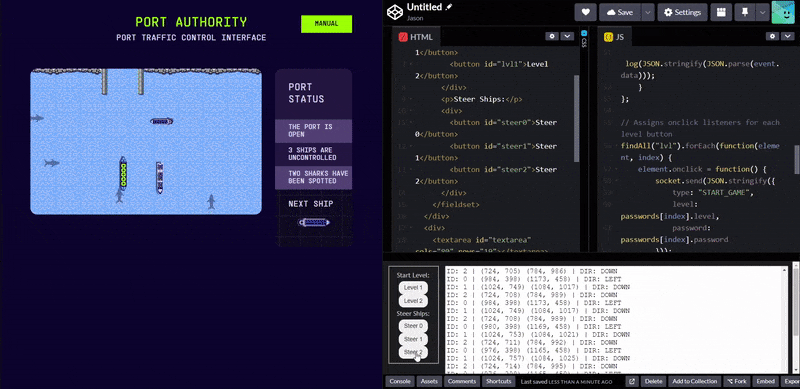 PORT AUTHORITY
PORT TRAFFIC CONTROL INTERFACE
MANUAL
PORT
STATUS
THE PORT IS
OPEN
3 SHIPS ARE
UNCONTROLLED
TWO SHARKS HAVE
BEEN SPOTTED
NEXT SHIP
Untitled
Jason
Save
Settings
HTML
1</button>
<button id="lvl1">Level
2</button>
</div>
<p>Steer Ships:</p>
<div>
<button id="steer0">Steer
0</button>
<button id="steer1">Steer
1</button>
<button id="steer2">Steer
2</button>
</div>
</fieldset>
</div>
<div>
<textarea id="textarea"
CSS
JS
log(JSON.stringify(JSON.parse(event.
data)));
}
};
// Assigns onclick listeners for each
level button
findAll("lvl").forEach(function(eleme
nt, index) {
element.onclick = function() {
socket.send(JSON.stringify({
type: "START_GAME",
level:
passwords[index].level,
password:
passwords[index].password
}));
Start Level:
Level 1
Level 2
Steer Ships:
Steer 0
Steer 1
Steer 2
ID: 2 | (724, 705) (784, 986) | DIR: DOWN
ID: 0 | (984, 398) (1173, 458) | DIR: LEFT
ID: 1 | (1024, 749) (1084, 1017) | DIR: DOWN
ID: 2 | (724, 708) (784, 989) | DIR: DOWN
ID: 0 | (984, 398) (1173, 458) | DIR: LEFT
ID: 1 | (1024, 749) (1084, 1017) | DIR: DOWN
ID: 2 | (724, 708) (784, 989) | DIR: DOWN
ID: 0 | (980, 398) (1169, 458) | DIR: LEFT
ID: 1 | (1024, 753) (1084, 1021) | DIR: DOWN
ID: 2 | (724, 711) (784, 992) | DIR: DOWN
ID: 0 | (976, 398) (1165, 458) | DIR: LEFT
ID: 1 | (1024, 757) (1084, 1025) | DIR: DOWN
ID: 2 | (724, 714) (784, 995) | DIR: DOWN
Console
Assets
Comments
Shortcuts
Last saved LESS THAN A MINUTE AGO
Delete
Add to Collection
Fork
Embed
Expo